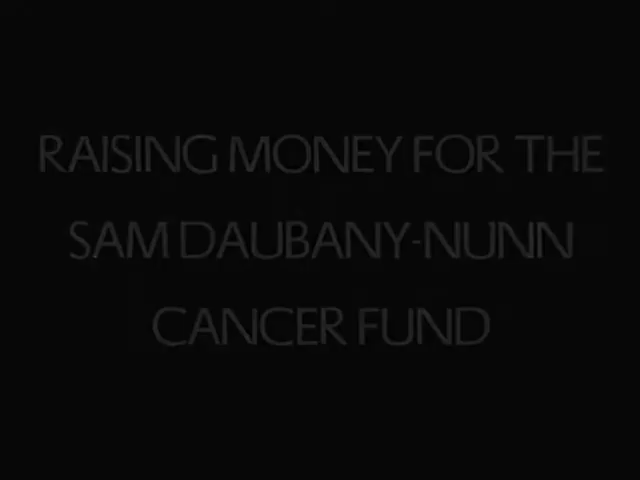 RAISING MONEY FOR THE
SAM DAUBANY-NUNN
CANCER FUND